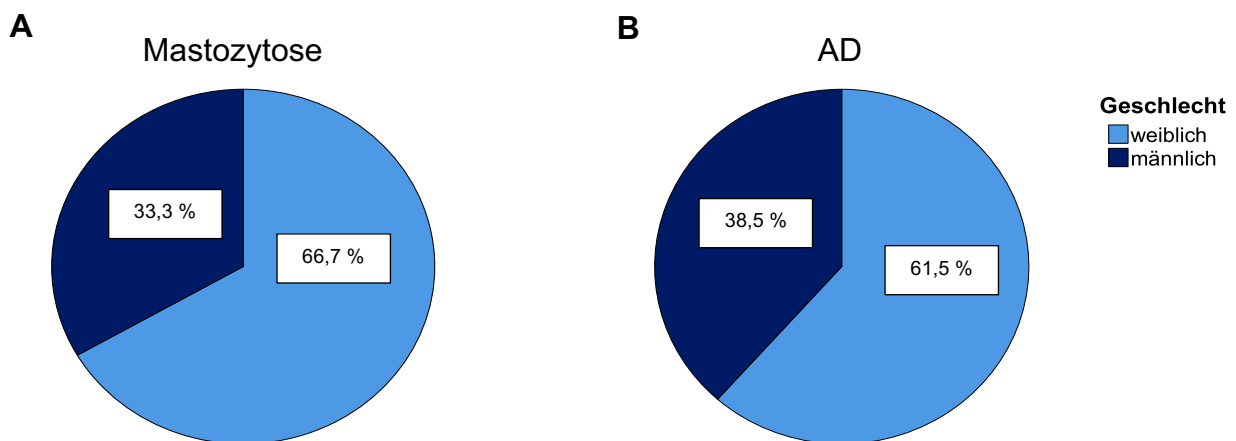 A
Mastozytose
33,3 %
66,7 %
B
AD
38,5 %
61,5 %
Geschlecht
weiblich
männlich